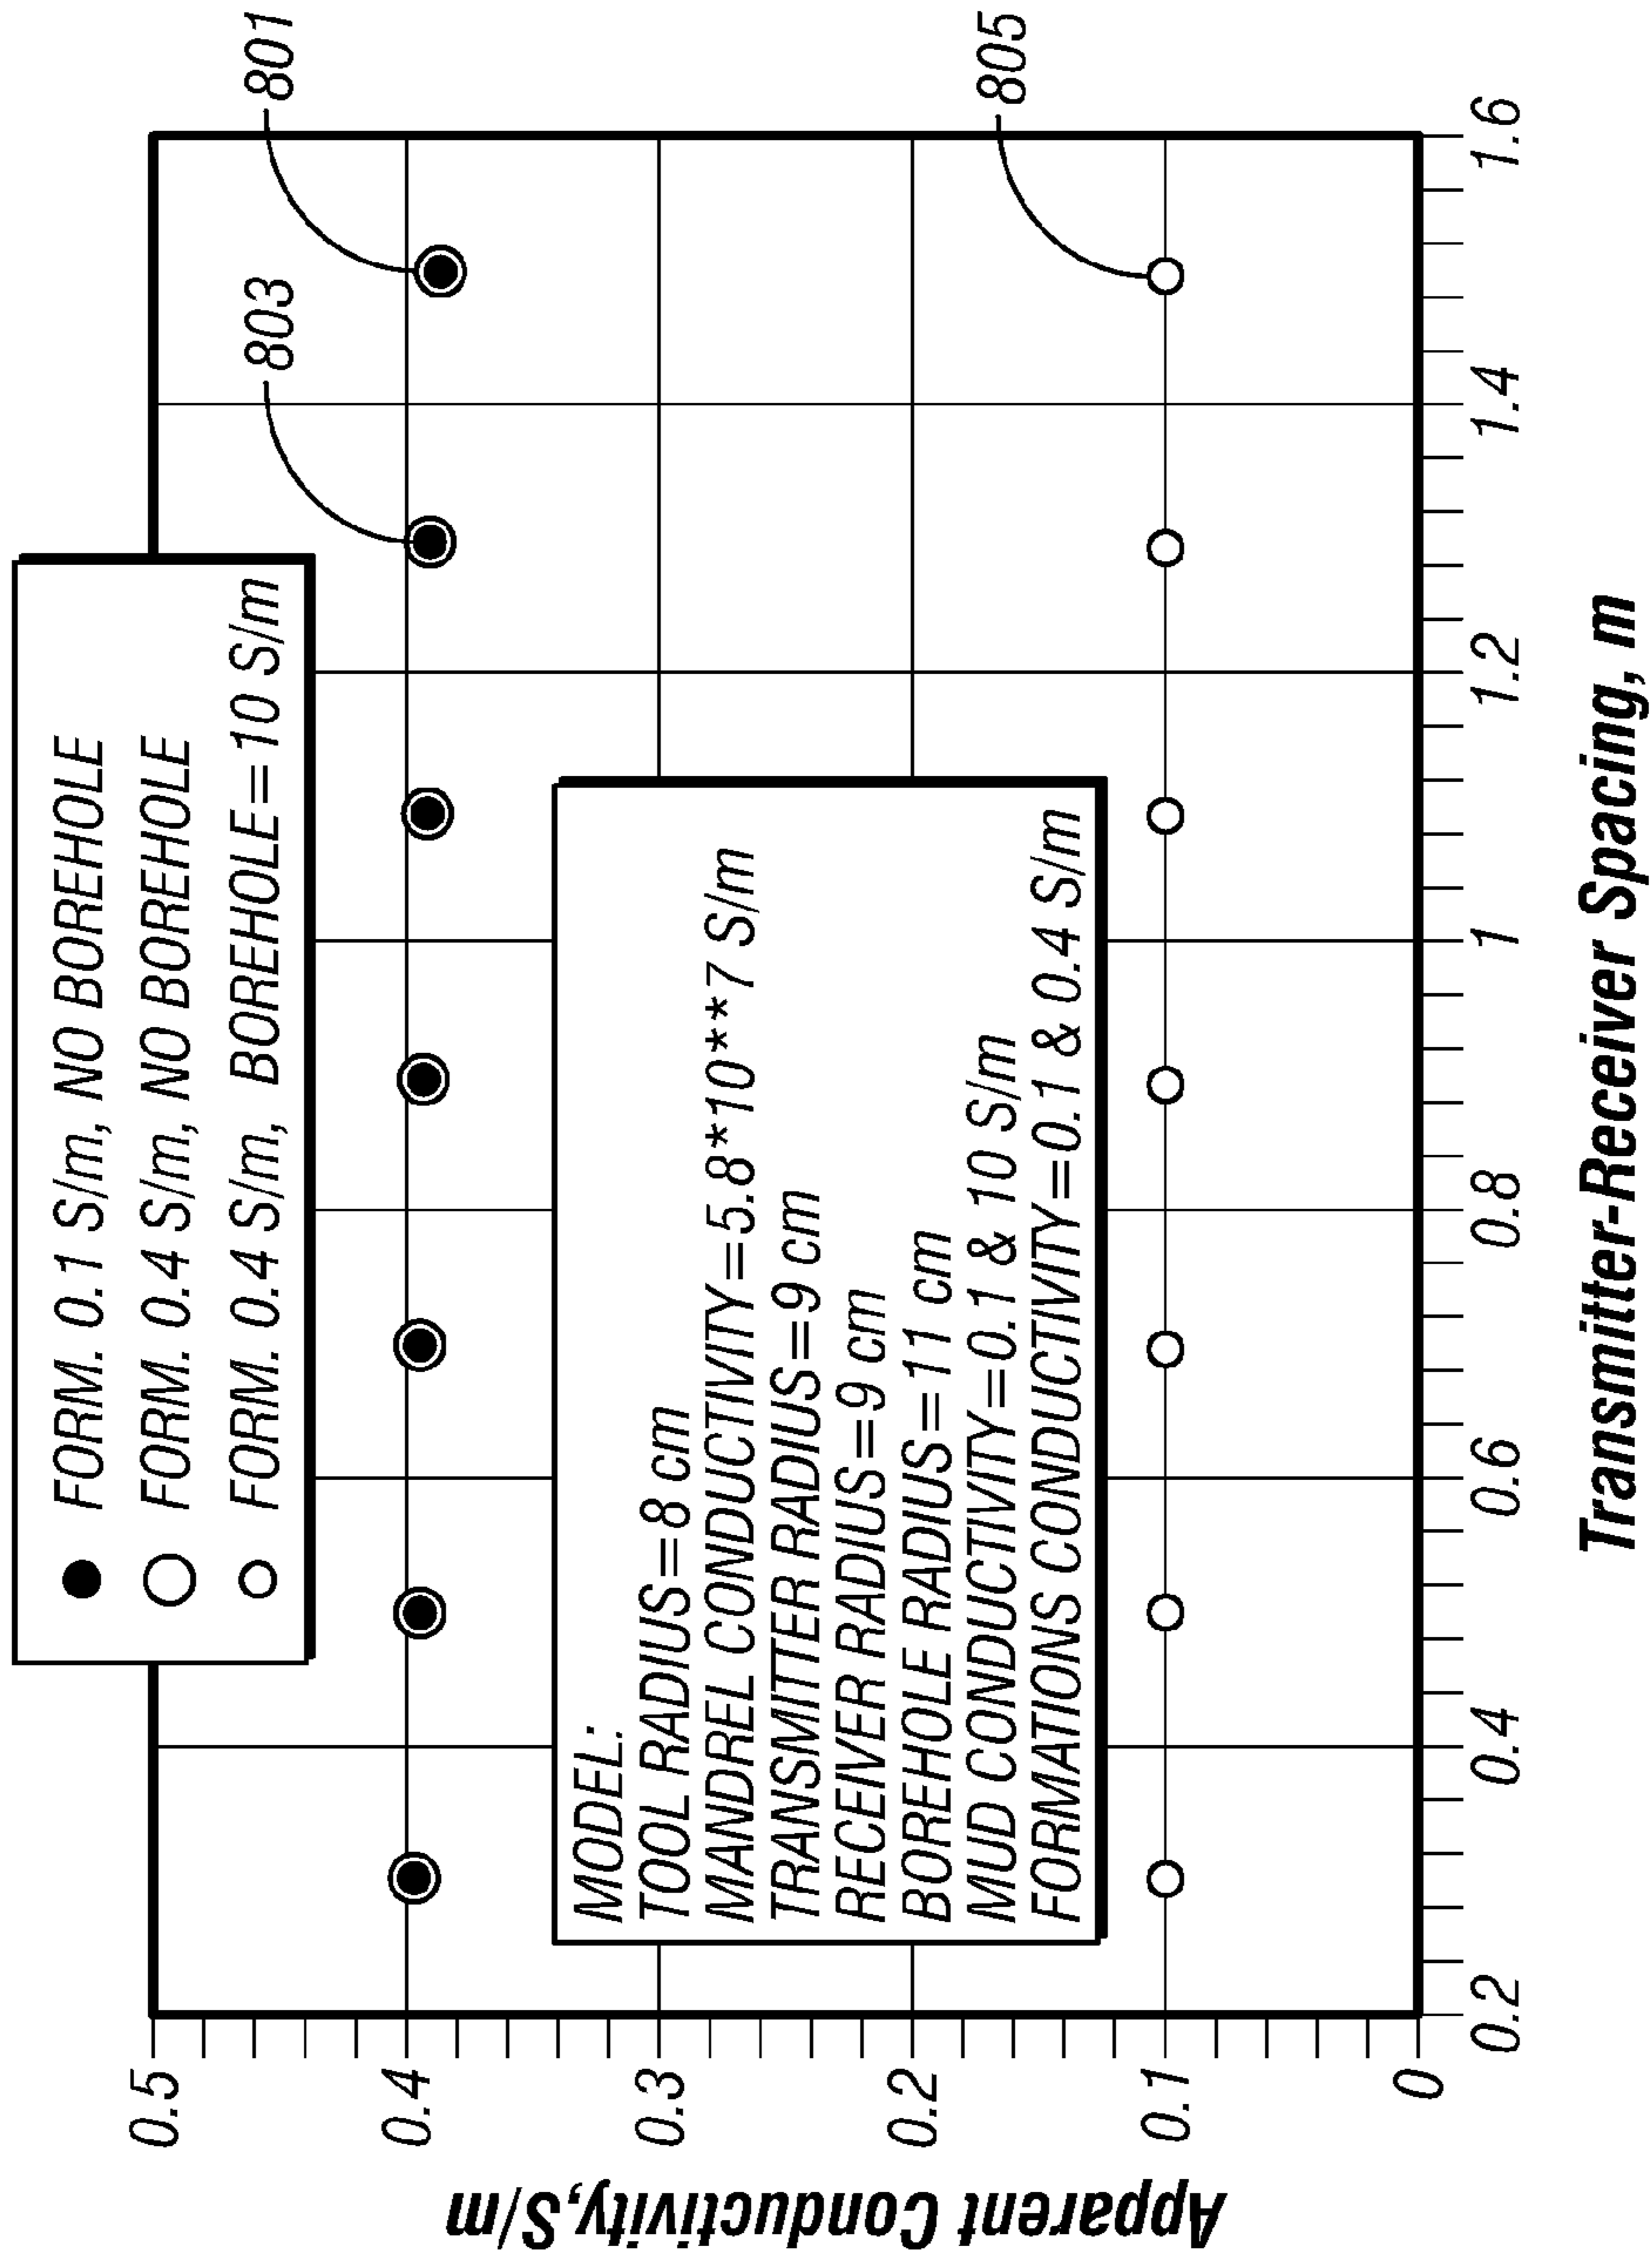 FORM. 0.1 S/m, NO BOREHOLE
FORM. 0.4 S/m, NO BOREHOLE
FORM. 0.4 S/m, BOREHOLE=10 S/m
801
803
805
MODEL:
TOOL RADIUS=8 cm
MANDREL CONDUCTIVITY=5.8*10**7 S/m
TRANSMITTER RADIUS=9 cm
RECEIVER RADIUS=9 cm
BOREHOLE RADIUS=11 cm
MUD CONDUCTIVITY=0.1 & 10 S/m
FORMATIONS CONDUCTIVITY=0.1 & 0.4 S/m
Apparent Conductivity,S/m
0.5
0.4
0.3
0.2
0.1
0
0.2
0.4
0.6
0.8
1
1.2
1.4
1.6
Transmitter-Receiver Spacing, m